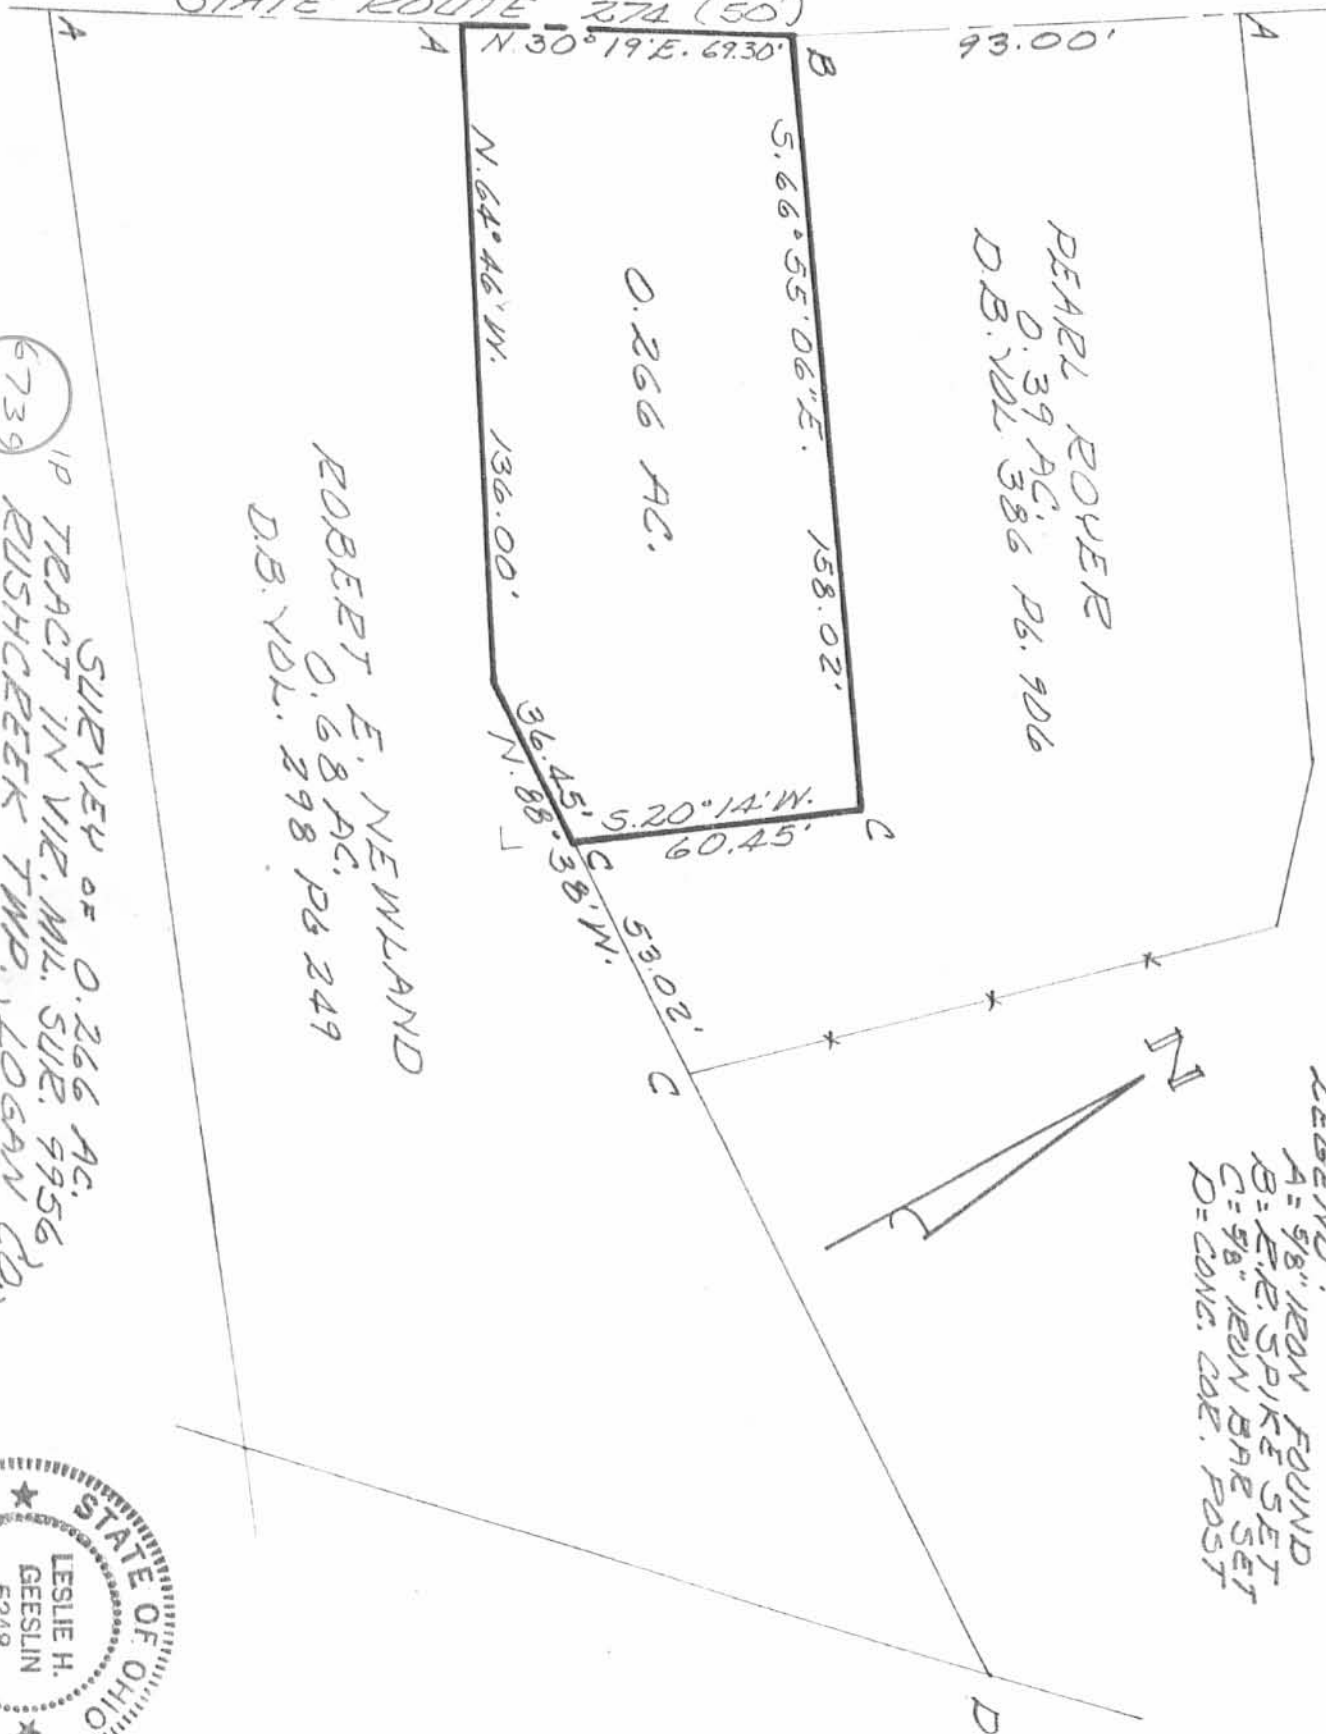 STATE ROUTE 274 (50')
A
A
N. 30° 19' E. 69.30'
B
93.00'
A
S. 66° 55' 06" E. 158.02'
N. 64° 46' W. 136.00'
0.266 AC.
PEARL ROYER
0.39 AC.
D.B. VOL. 386 PG. 906
36.45'
N. 88° 38' W.
S. 20° 14' W.
60.45'
C
C
53.02'
C
ROBERT E. NEWLAND
0.68 AC.
D.B. VOL. 298 PG 249
N
LEGEND:
A = 5/8" IRON FOUND
B = R.R. SPIKE SET
C = 5/8" IRON BAR SET
D = CONC. COR. POST
D
SURVEY OF 0.266 AC.
TRACT IN VIR. MIL. SUR. 9956,
RUSHCREEK TWP., LOGAN CO.,
6739
STATE OF OHIO
LESLIE H.
GEESLIN